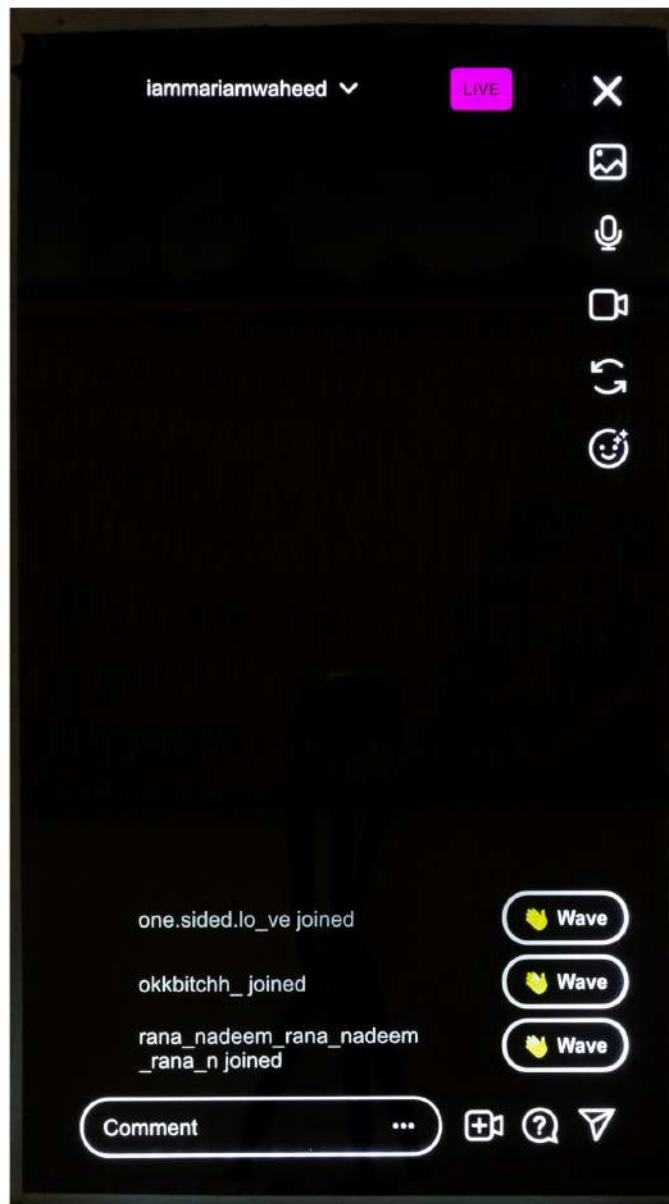 iammariamwaheed
LIVE
one.sided.lo_ve joined
Wave
okkbitchh_ joined
Wave
rana_nadeem_rana_nadeem
_rana_n joined
Wave
Comment